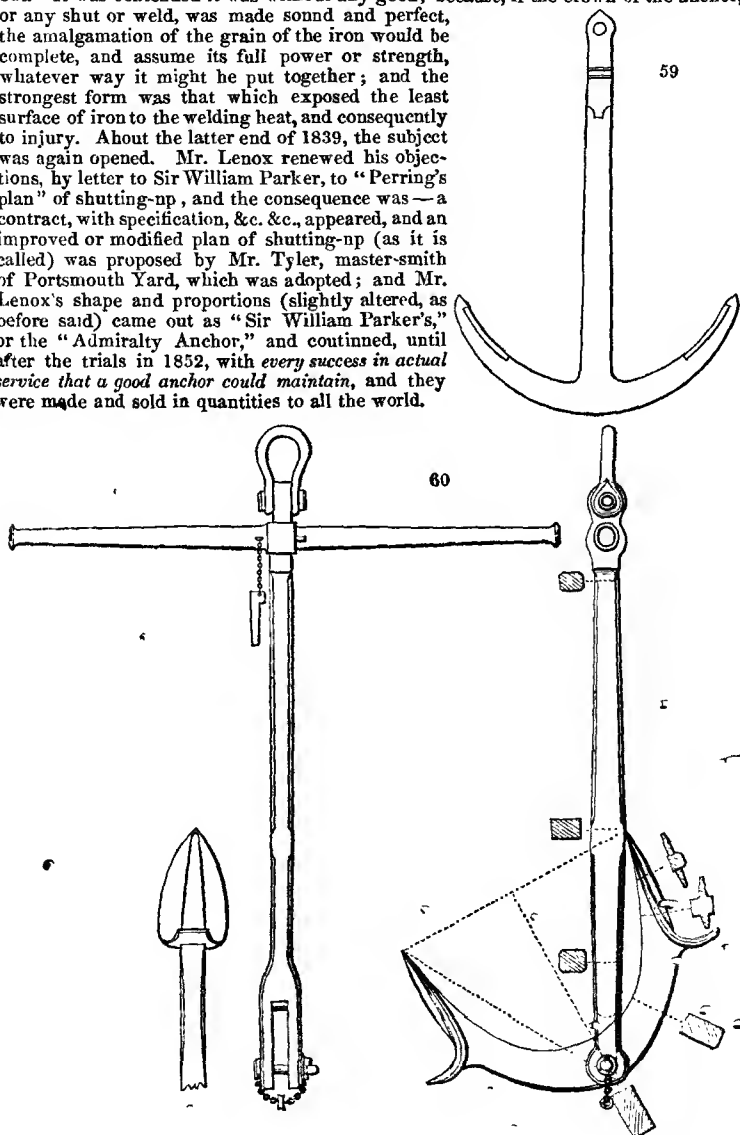 or any shut or weld, was made sonnd and perfect,
the amalgamation of the grain of the iron would be
complete, and assume its full power or strength,
whatever way it might he put together; and the
strongest form was that which exposed the least
surface of iron to the welding heat, and consequently
to injury. About the latter end of 1839, the subject
was again opened. Mr. Lenox renewed his objec-
tions, hy letter to Sir William Parker, to “Perring's
plan” of shutting-np, and the consequence was — a
contract, with specification, &c. &c., appeared, and an
improved or modified plan of shutting-np (as it is
called) was proposed by Mr. Tyler, master-smith
of Portsmouth Yard, which was adopted; and Mr.
Lenox's shape and proportions (slightly altered, as
before said) came out as “Sir William Parker's,”
or the “Admiralty Anchor,” and coutinned, until
after the trials in 1852, with every success in actual
service that a good anchor could maintain, and they
were made and sold in quantities to all the world.
59
60